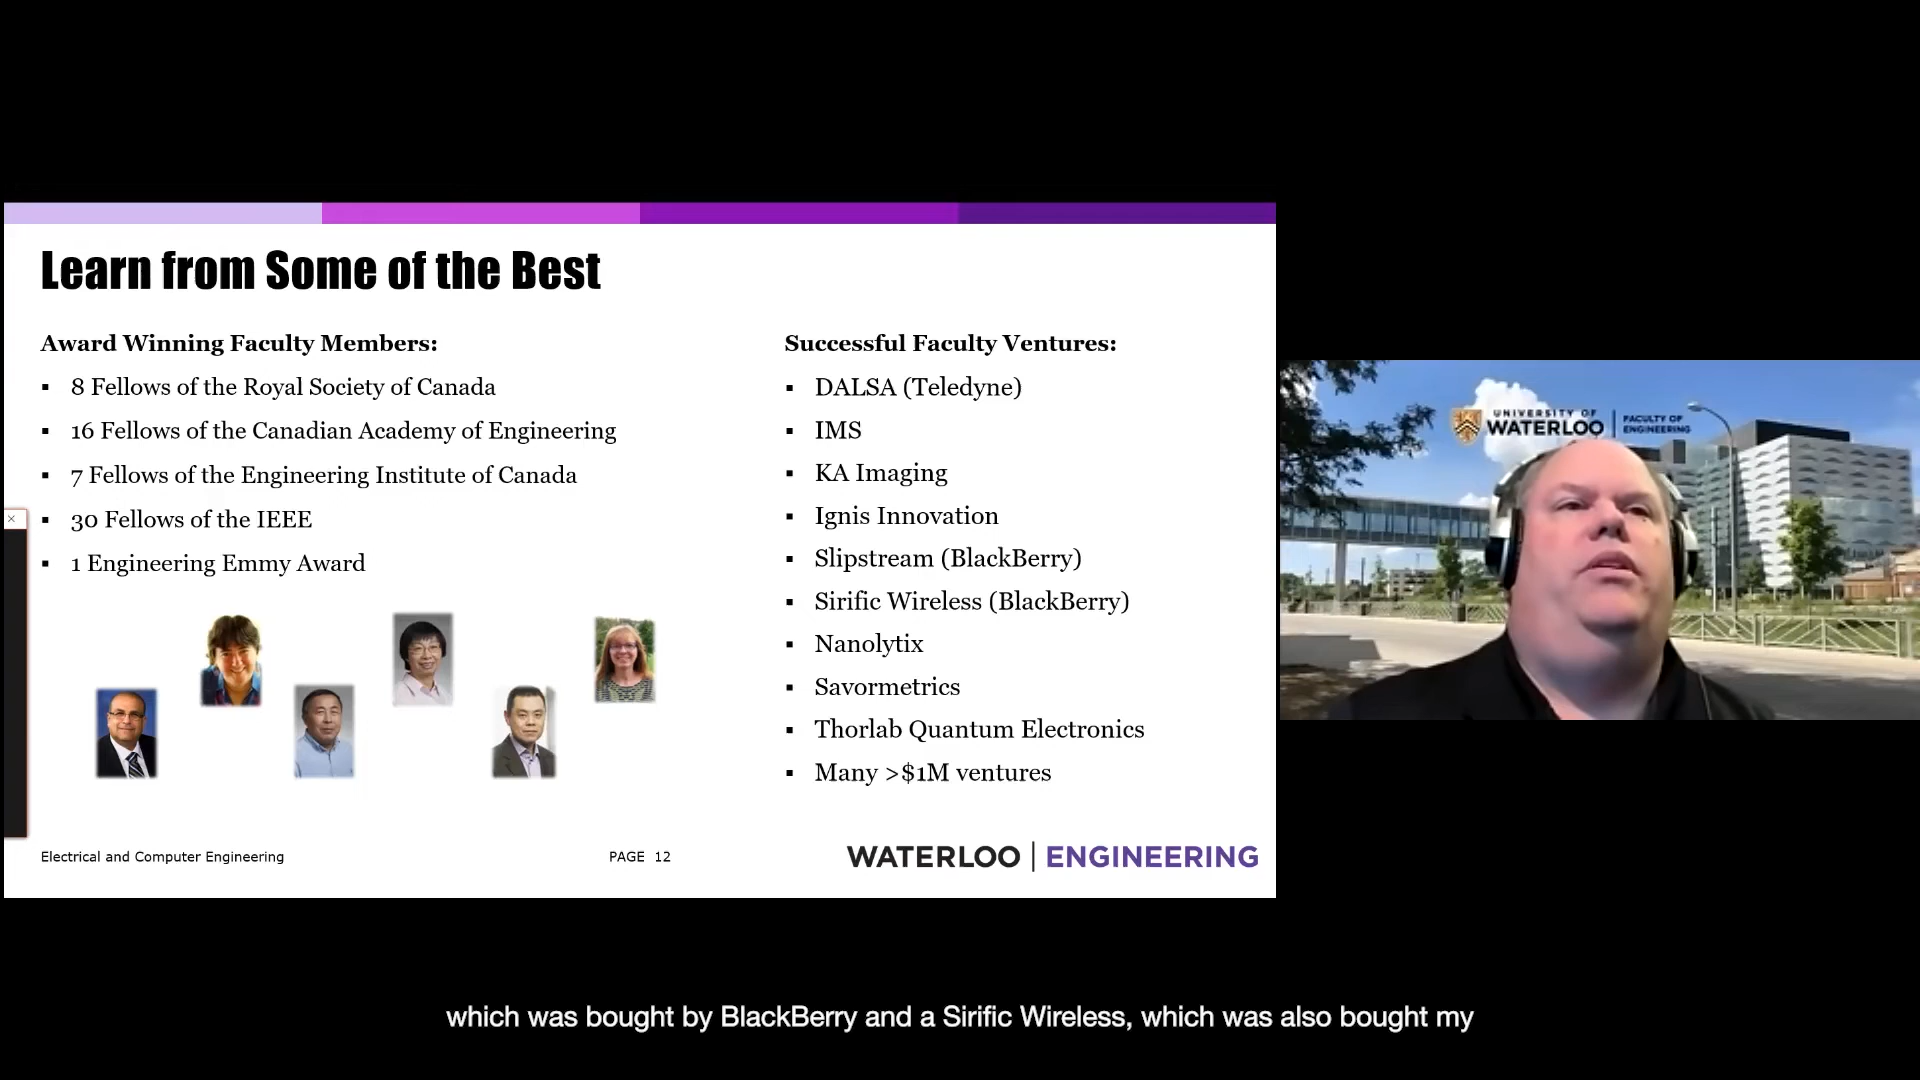 Learn from Some of the Best
Award Winning Faculty Members:
▪ 8 Fellows of the Royal Society of Canada
▪ 16 Fellows of the Canadian Academy of Engineering
▪ 7 Fellows of the Engineering Institute of Canada
▪ 30 Fellows of the IEEE
▪ 1 Engineering Emmy Award
Successful Faculty Ventures:
▪ DALSA (Teledyne)
▪ IMS
▪ KA Imaging
▪ Ignis Innovation
▪ Slipstream (BlackBerry)
▪ Sirific Wireless (BlackBerry)
▪ Nanolytix
▪ Savormetrics
▪ Thorlab Quantum Electronics
▪ Many >$1M ventures
Electrical and Computer Engineering
PAGE 12
WATERLOO | ENGINEERING
UNIVERSITY OF
WATERLOO
FACULTY OF
ENGINEERING
which was bought by BlackBerry and a Sirific Wireless, which was also bought my